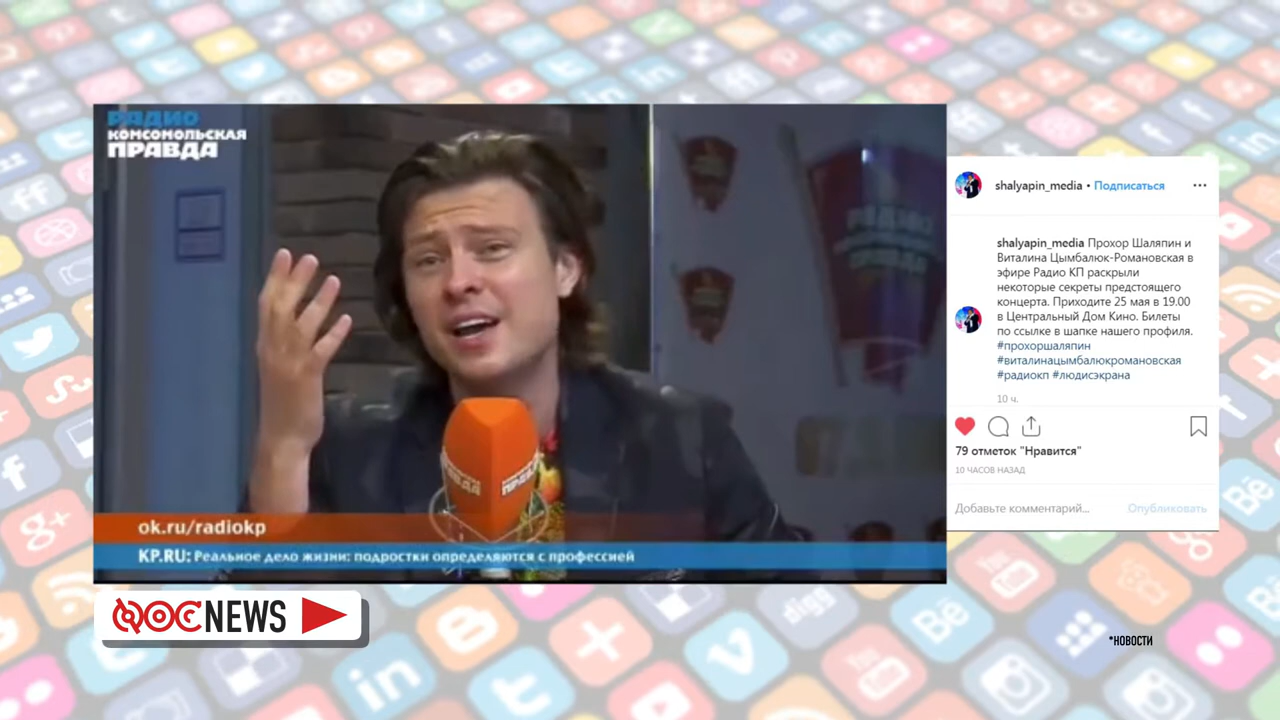 РАДИО
КОМСОМОЛЬСКАЯ
ПРАВДА
ok.ru/radiokp
KP.RU: Реальное дело жизни: подростки определяются с профессией
shalyapin_media • Подписаться
shalyapin_media Прохор Шаляпин и
Виталина Цымбалюк-Романовская в
эфире Радио КП раскрыли
некоторые секреты предстоящего
концерта. Приходите 25 мая в 19.00
в Центральный Дом Кино. Билеты
по ссылке в шапке нашего профиля.
#прохоршаляпин
#виталинацымбалюкромановская
#радиокп #людиэкрана
10 ч.
79 отметок "Нравится"
10 ЧАСОВ НАЗАД
Добавьте комментарий... Опубликовать
NEWS
*НОВОСТИ